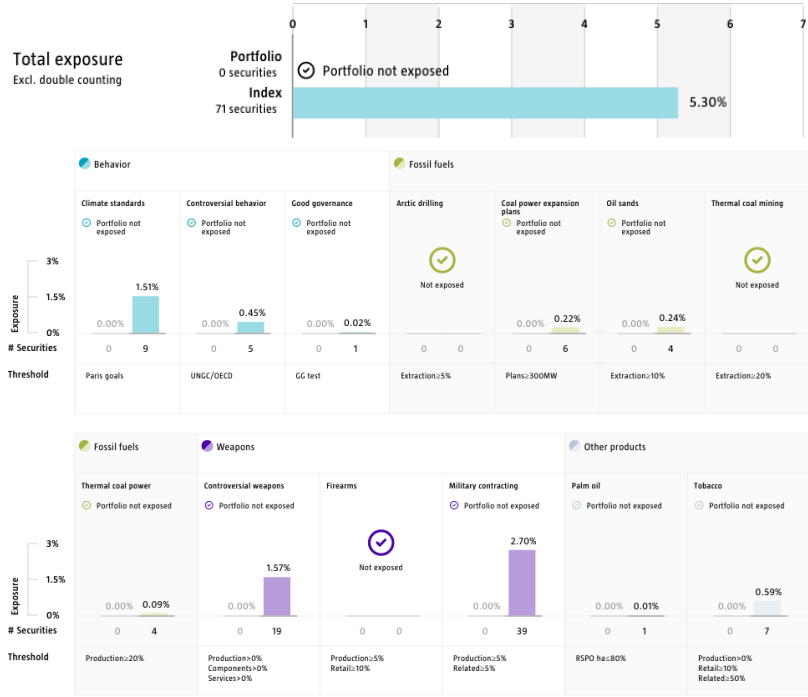 0 1 2 3 4 5 6 7
Total exposure
Excl. double counting
Portfolio
0 securities
Portfolio not exposed
Index
71 securities
5.30%
Behavior
Fossil fuels
Climate standards
Controversial behavior
Good governance
Arctic drilling
Coal power expansion
plans
Oil sands
Thermal coal mining
Portfolio not
exposed
Portfolio not
exposed
Portfolio not
exposed
Portfolio not
exposed
Portfolio not
exposed
Not exposed
Not exposed
Exposure
3%
1.5%
0%
0.00% 1.51%
0.00% 0.45%
0.00% 0.02%
0.00% 0.22%
0.00% 0.24%
# Securities
0 9 0 5 0 1 0 0 0 6 0 4 0 0
Threshold
Paris goals
UNGC/OECD
GG test
Extraction≥5%
Plans≥300MW
Extraction≥10%
Extraction≥20%
Fossil fuels
Weapons
Other products
Thermal coal power
Controversial weapons
Firearms
Military contracting
Palm oil
Tobacco
Portfolio not exposed
Portfolio not exposed
Portfolio not exposed
Portfolio not exposed
Portfolio not exposed
Not exposed
Exposure
3%
1.5%
0%
0.00% 0.09%
0.00% 1.57%
0.00% 2.70%
0.00% 0.01%
0.00% 0.59%
# Securities
0 4 0 19 0 0 0 39 0 1 0 7
Threshold
Production≥20%
Production>0%
Components>0%
Services>0%
Production≥5%
Retail≥10%
Production≥5%
Related≥5%
RSPO ha≤80%
Production>0%
Retail≥10%
Related≥50%